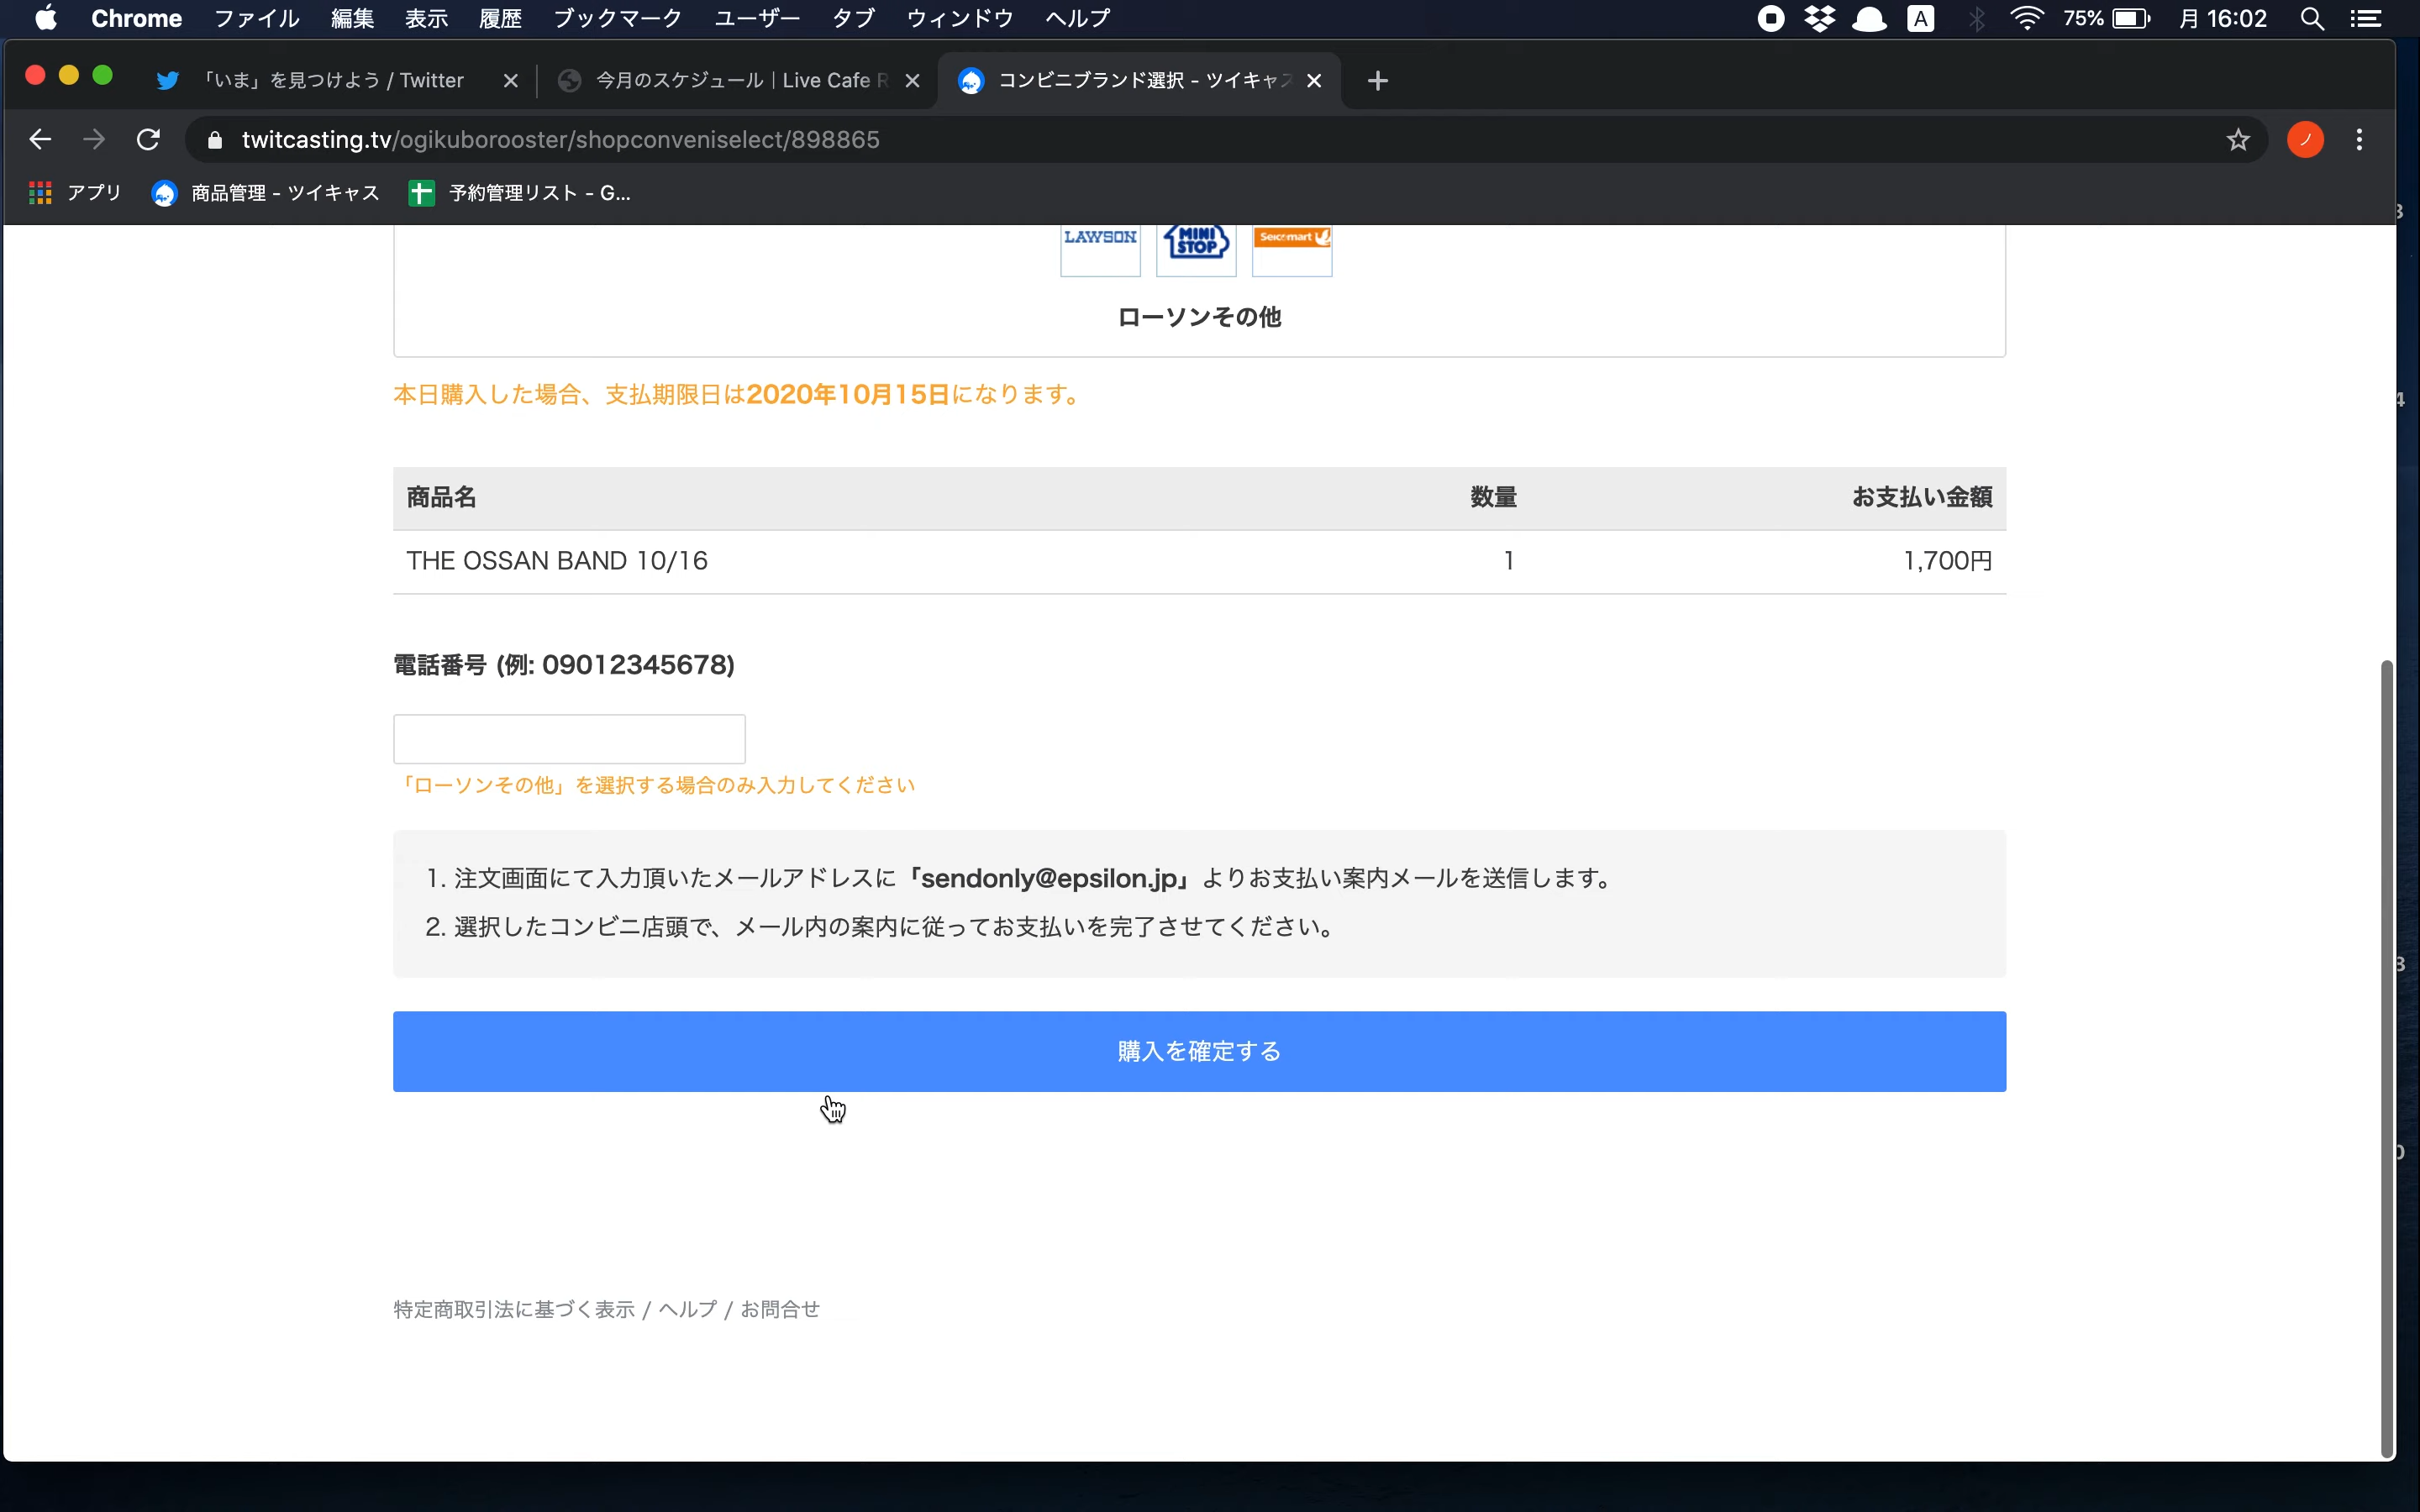 Chrome ファイル 編集 表示 履歴 ブックマーク ユーザー タブ ウィンドウ ヘルプ A 75% 月 16:02
「いま」を見つけよう / Twitter 今月のスケジュール | Live Cafe R コンビニブランド選択 - ツイキャス
twitcasting.tv/ogikuborooster/shopconveniselect/898865 ノ
アプリ 商品管理 - ツイキャス 予約管理リスト - G...
LAWSON MINI STOP Seicomart
ローソンその他
本日購入した場合、支払期限日は2020年10月15日になります。
商品名 数量 お支払い金額
THE OSSAN BAND 10/16 1 1,700円
電話番号 (例: 09012345678)
「ローソンその他」を選択する場合のみ入力してください
1. 注文画面にて入力頂いたメールアドレスに「sendonly@epsilon.jp」よりお支払い案内メールを送信します。
2. 選択したコンビニ店頭で、メール内の案内に従ってお支払いを完了させてください。
購入を確定する
特定商取引法に基づく表示 / ヘルプ / お問合せ